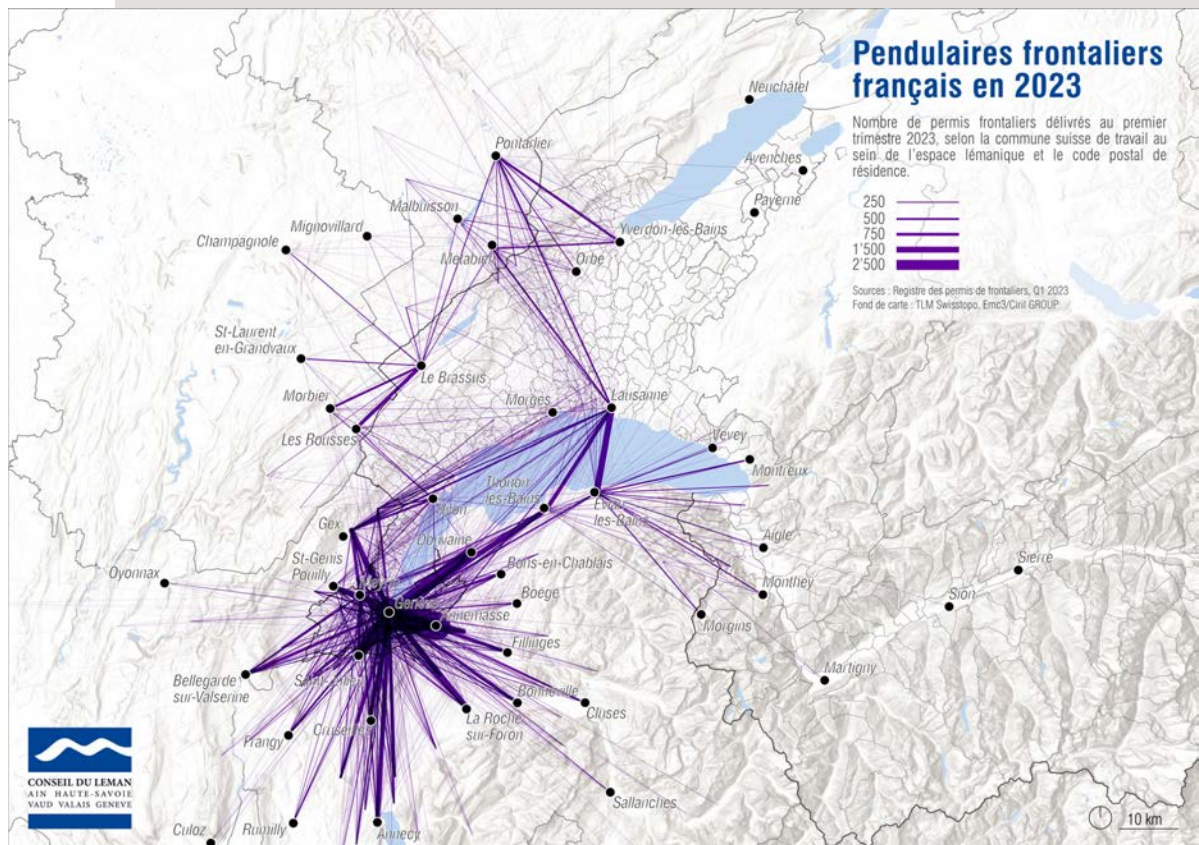 Pendulaires frontaliers
français en 2023
Nombre de permis frontaliers délivrés au premier
trimestre 2023, selon la commune suisse de travail au
sein de l'espace lémanique et le code postal de
résidence.
250
500
750
1'500
2'500
Sources : Registre des permis de frontaliers, Q1 2023
Fond de carte : TLM Swisstopo, Emc3/Ciril GROUP
Neuchâtel
Pontarlier
Avenches
Malbuisson
Payerne
Mignovillard
Champagnole
Yverdon-les-Bains
Métabief
Orbe
St-Laurent
en-Grandvaux
Le Brassus
Morbier
Morges
Lausanne
Les Rousses
Vevey
Montreux
Thonon
les-Bains
Evian
les-Bains
Nyon
Gex
Aigle
Douvaine
St-Genis
Pouilly
Bons-en-Chablais
Sierre
Oyonnax
Meyrin
Monthey
Boëge
Sion
Genève
Annemasse
Morgins
Fillinges
Martigny
Bellegarde
sur-Valserine
Saint-Julien
Bonneville
Cluses
La Roche
sur-Foron
Cruseilles
Frangy
Sallanches
Culoz
Rumilly
Annecy
CONSEIL DU LEMAN
AIN HAUTE-SAVOIE
VAUD VALAIS GENEVE
10 km